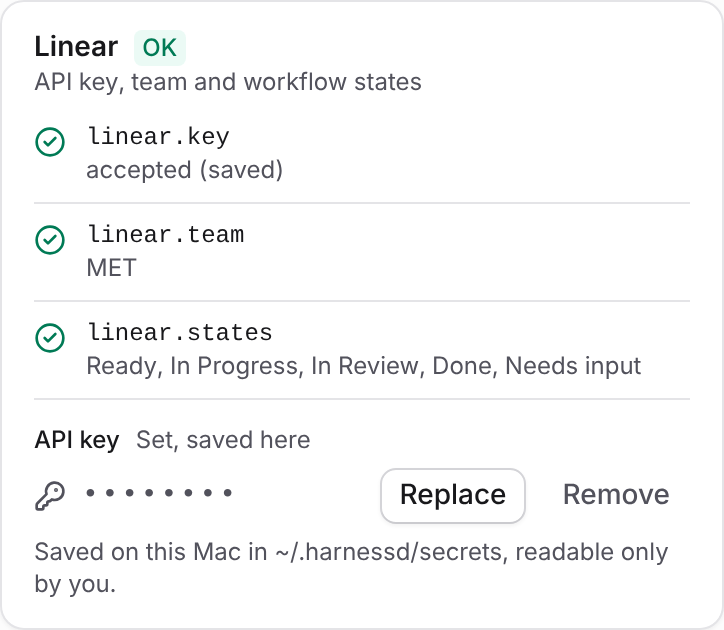 Linear OK
API key, team and workflow states
linear.key
accepted (saved)
linear.team
MET
linear.states
Ready, In Progress, In Review, Done, Needs input
API key Set, saved here
• • • • • • • • Replace Remove
Saved on this Mac in ~/.harnessd/secrets, readable only
by you.